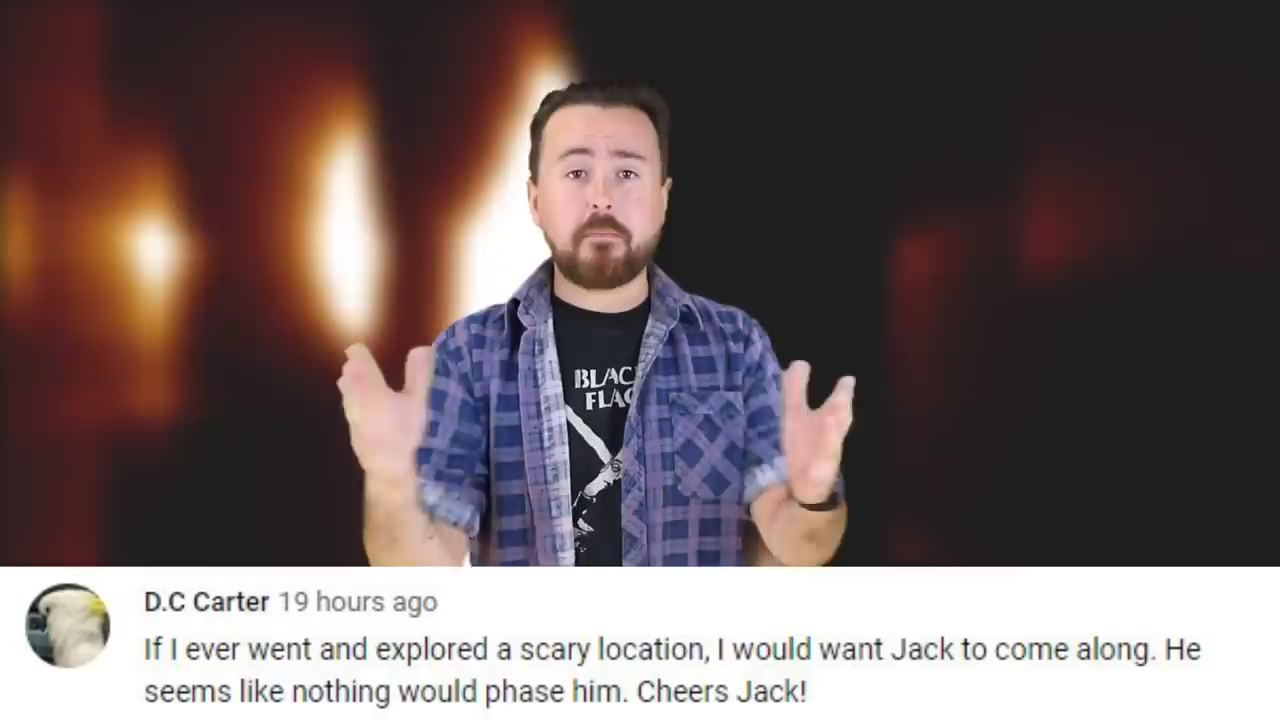 BLAC
FLAG
D.C Carter 19 hours ago
If I ever went and explored a scary location, I would want Jack to come along. He
seems like nothing would phase him. Cheers Jack!